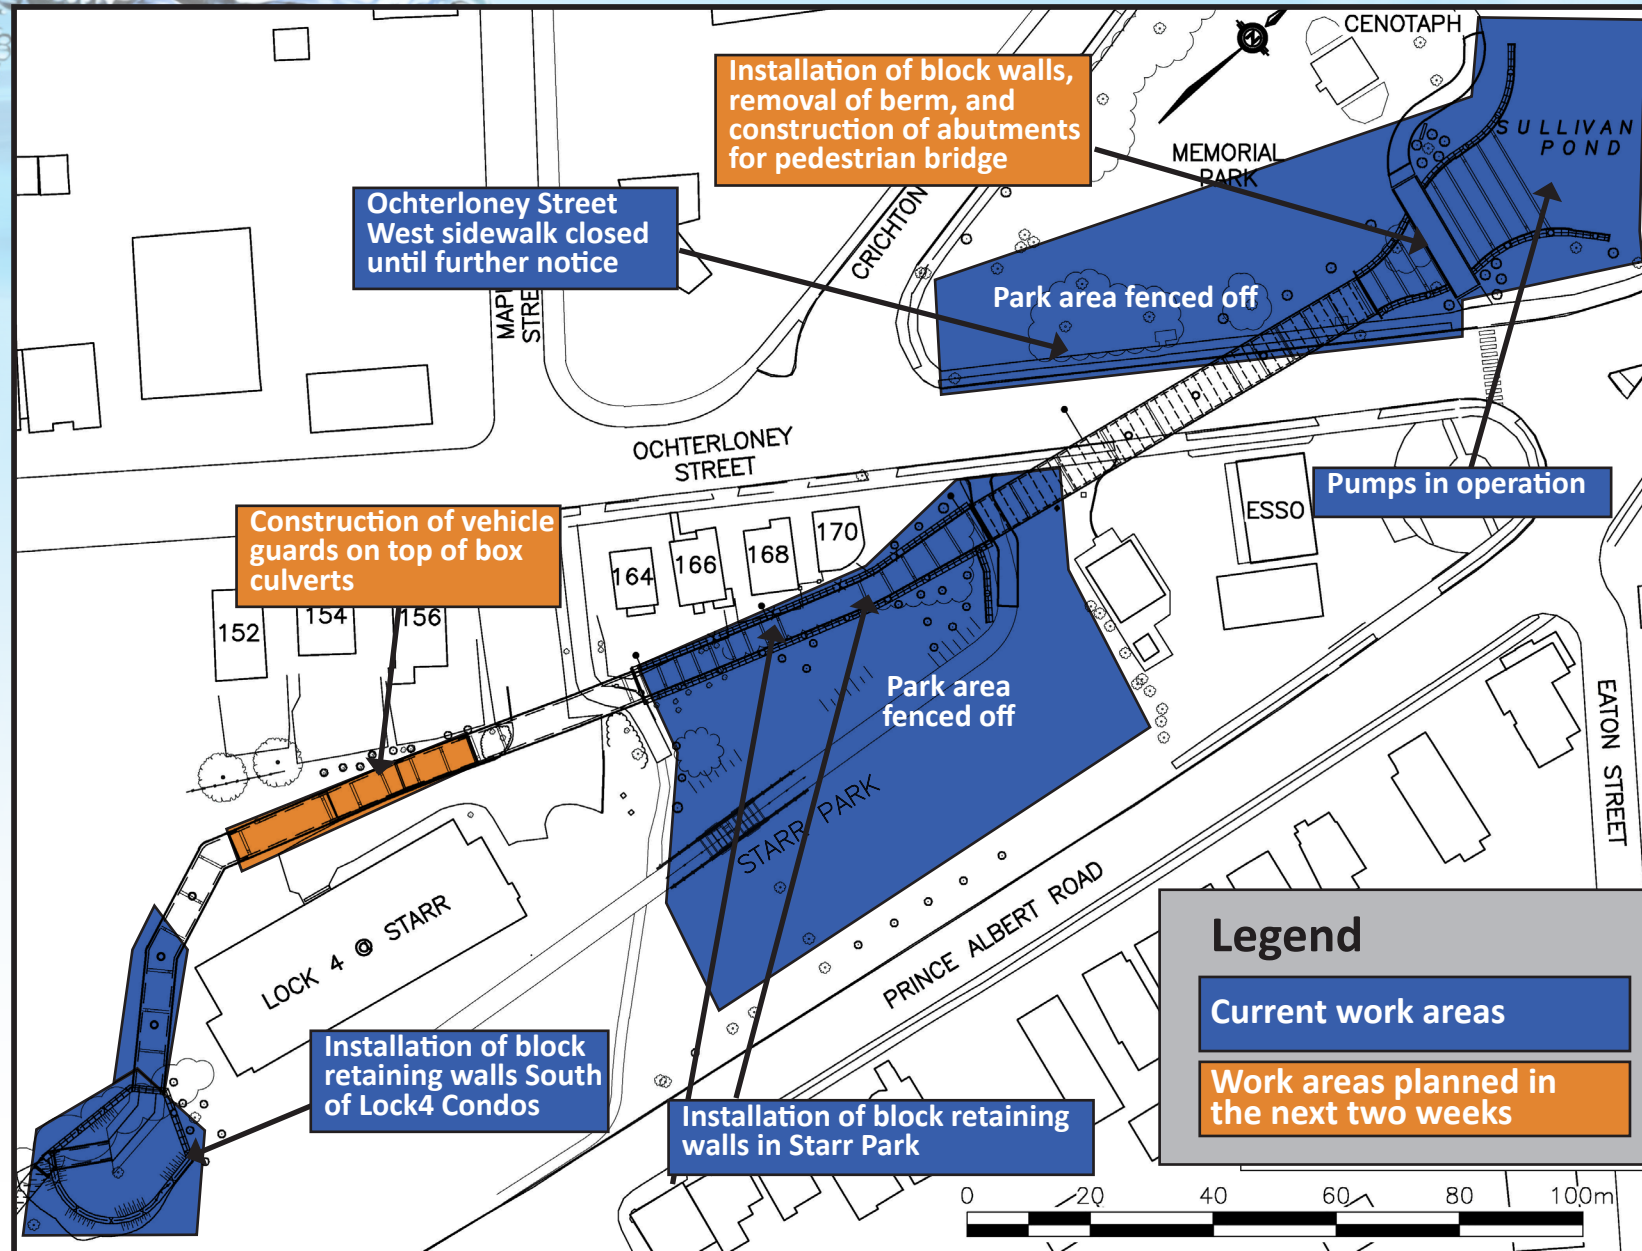 CENOTAPH
Installation of block walls,
removal of berm, and
construction of abutments
for pedestrian bridge
SULLIVAN
POND
MEMORIAL
PARK
Ochterloney Street
West sidewalk closed
until further notice
CRICHTON
MAPL
STREE
Park area fenced off
OCHTERLONEY
STREET
Pumps in operation
ESSO
Construction of vehicle
guards on top of box
culverts
170
168
166
164
156
154
152
Park area
fenced off
EATON STREET
STARR PARK
PRINCE ALBERT ROAD
LOCK 4 @ STARR
Legend
Current work areas
Work areas planned in
the next two weeks
Installation of block
retaining walls South
of Lock4 Condos
Installation of block retaining
walls in Starr Park
0 20 40 60 80 100m